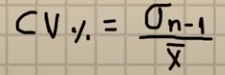 CV % = σn-1 / x̄